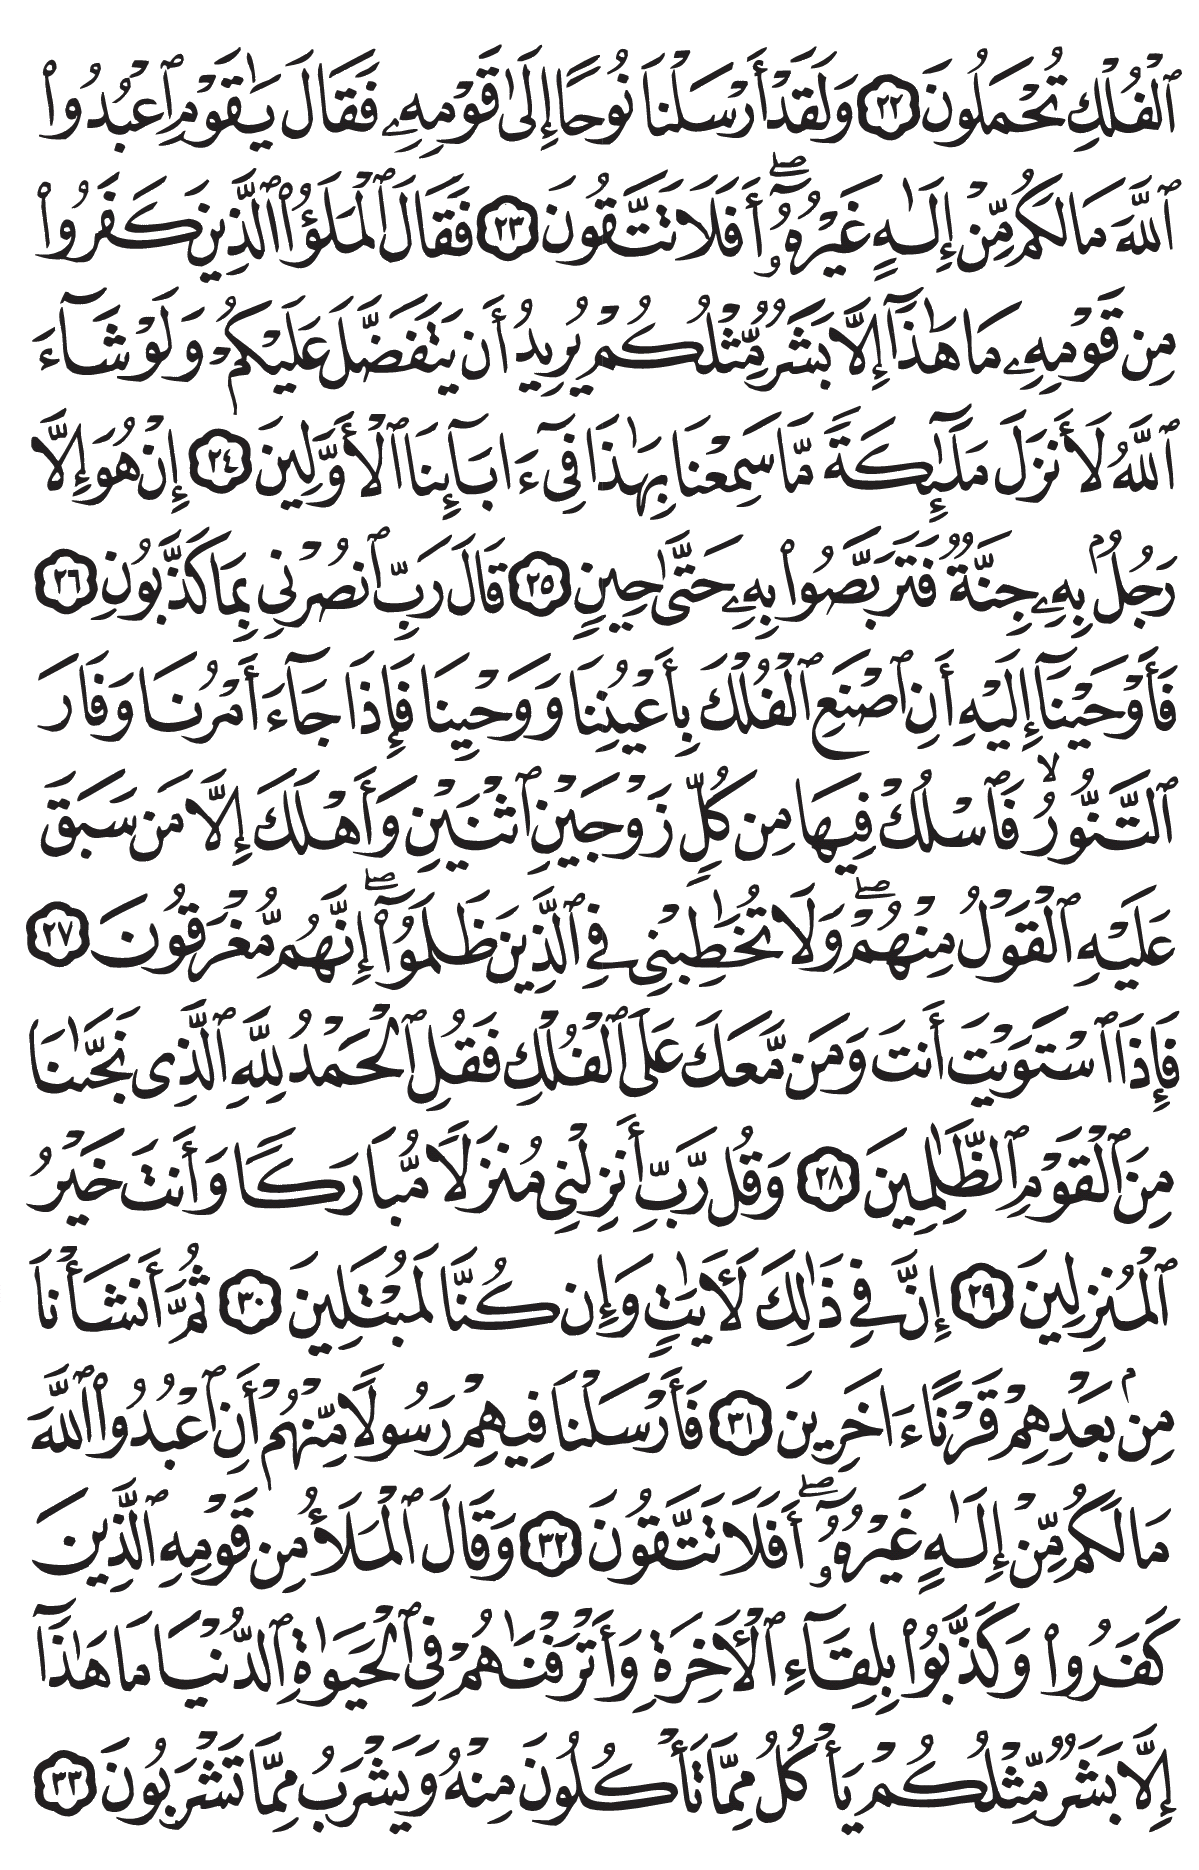 ٱلْفُلْكِ تُحْمَلُونَ ٢٢ وَلَقَدْ أَرْسَلْنَا نُوحًا إِلَىٰ قَوْمِهِۦ فَقَالَ يَـٰقَوْمِ ٱعْبُدُوا۟
ٱللَّهَ مَا لَكُم مِّنْ إِلَـٰهٍ غَيْرُهُۥٓ ۖ أَفَلَا تَتَّقُونَ ٢٣ فَقَالَ ٱلْمَلَؤُا۟ ٱلَّذِينَ كَفَرُوا۟
مِن قَوْمِهِۦ مَا هَـٰذَآ إِلَّا بَشَرٌ مِّثْلُكُمْ يُرِيدُ أَن يَتَفَضَّلَ عَلَيْكُمْ وَلَوْ شَآءَ
ٱللَّهُ لَأَنزَلَ مَلَـٰٓئِكَةً مَّا سَمِعْنَا بِهَـٰذَا فِىٓ ءَابَآئِنَا ٱلْأَوَّلِينَ ٢٤ إِنْ هُوَ إِلَّا
رَجُلٌۢ بِهِۦ جِنَّةٌ فَتَرَبَّصُوا۟ بِهِۦ حَتَّىٰ حِينٍ ٢٥ قَالَ رَبِّ ٱنصُرْنِى بِمَا كَذَّبُونِ ٢٦
فَأَوْحَيْنَآ إِلَيْهِ أَنِ ٱصْنَعِ ٱلْفُلْكَ بِأَعْيُنِنَا وَوَحْيِنَا فَإِذَا جَآءَ أَمْرُنَا وَفَارَ
ٱلتَّنُّورُ ۙ فَٱسْلُكْ فِيهَا مِن كُلٍّ زَوْجَيْنِ ٱثْنَيْنِ وَأَهْلَكَ إِلَّا مَن سَبَقَ
عَلَيْهِ ٱلْقَوْلُ مِنْهُمْ ۖ وَلَا تُخَـٰطِبْنِى فِى ٱلَّذِينَ ظَلَمُوٓا۟ ۖ إِنَّهُم مُّغْرَقُونَ ٢٧
فَإِذَا ٱسْتَوَيْتَ أَنتَ وَمَن مَّعَكَ عَلَى ٱلْفُلْكِ فَقُلِ ٱلْحَمْدُ لِلَّهِ ٱلَّذِى نَجَّىٰنَا
مِنَ ٱلْقَوْمِ ٱلظَّـٰلِمِينَ ٢٨ وَقُل رَّبِّ أَنزِلْنِى مُنزَلًا مُّبَارَكًا وَأَنتَ خَيْرُ
ٱلْمُنزِلِينَ ٢٩ إِنَّ فِى ذَٰلِكَ لَـَٔايَـٰتٍ وَإِن كُنَّا لَمُبْتَلِينَ ٣٠ ثُمَّ أَنشَأْنَا
مِنۢ بَعْدِهِمْ قَرْنًا ءَاخَرِينَ ٣١ فَأَرْسَلْنَا فِيهِمْ رَسُولًا مِّنْهُمْ أَنِ ٱعْبُدُوا۟ ٱللَّهَ
مَا لَكُم مِّنْ إِلَـٰهٍ غَيْرُهُۥٓ ۖ أَفَلَا تَتَّقُونَ ٣٢ وَقَالَ ٱلْمَلَأُ مِن قَوْمِهِ ٱلَّذِينَ
كَفَرُوا۟ وَكَذَّبُوا۟ بِلِقَآءِ ٱلْـَٔاخِرَةِ وَأَتْرَفْنَـٰهُمْ فِى ٱلْحَيَوٰةِ ٱلدُّنْيَا مَا هَـٰذَآ
إِلَّا بَشَرٌ مِّثْلُكُمْ يَأْكُلُ مِمَّا تَأْكُلُونَ مِنْهُ وَيَشْرَبُ مِمَّا تَشْرَبُونَ ٣٣